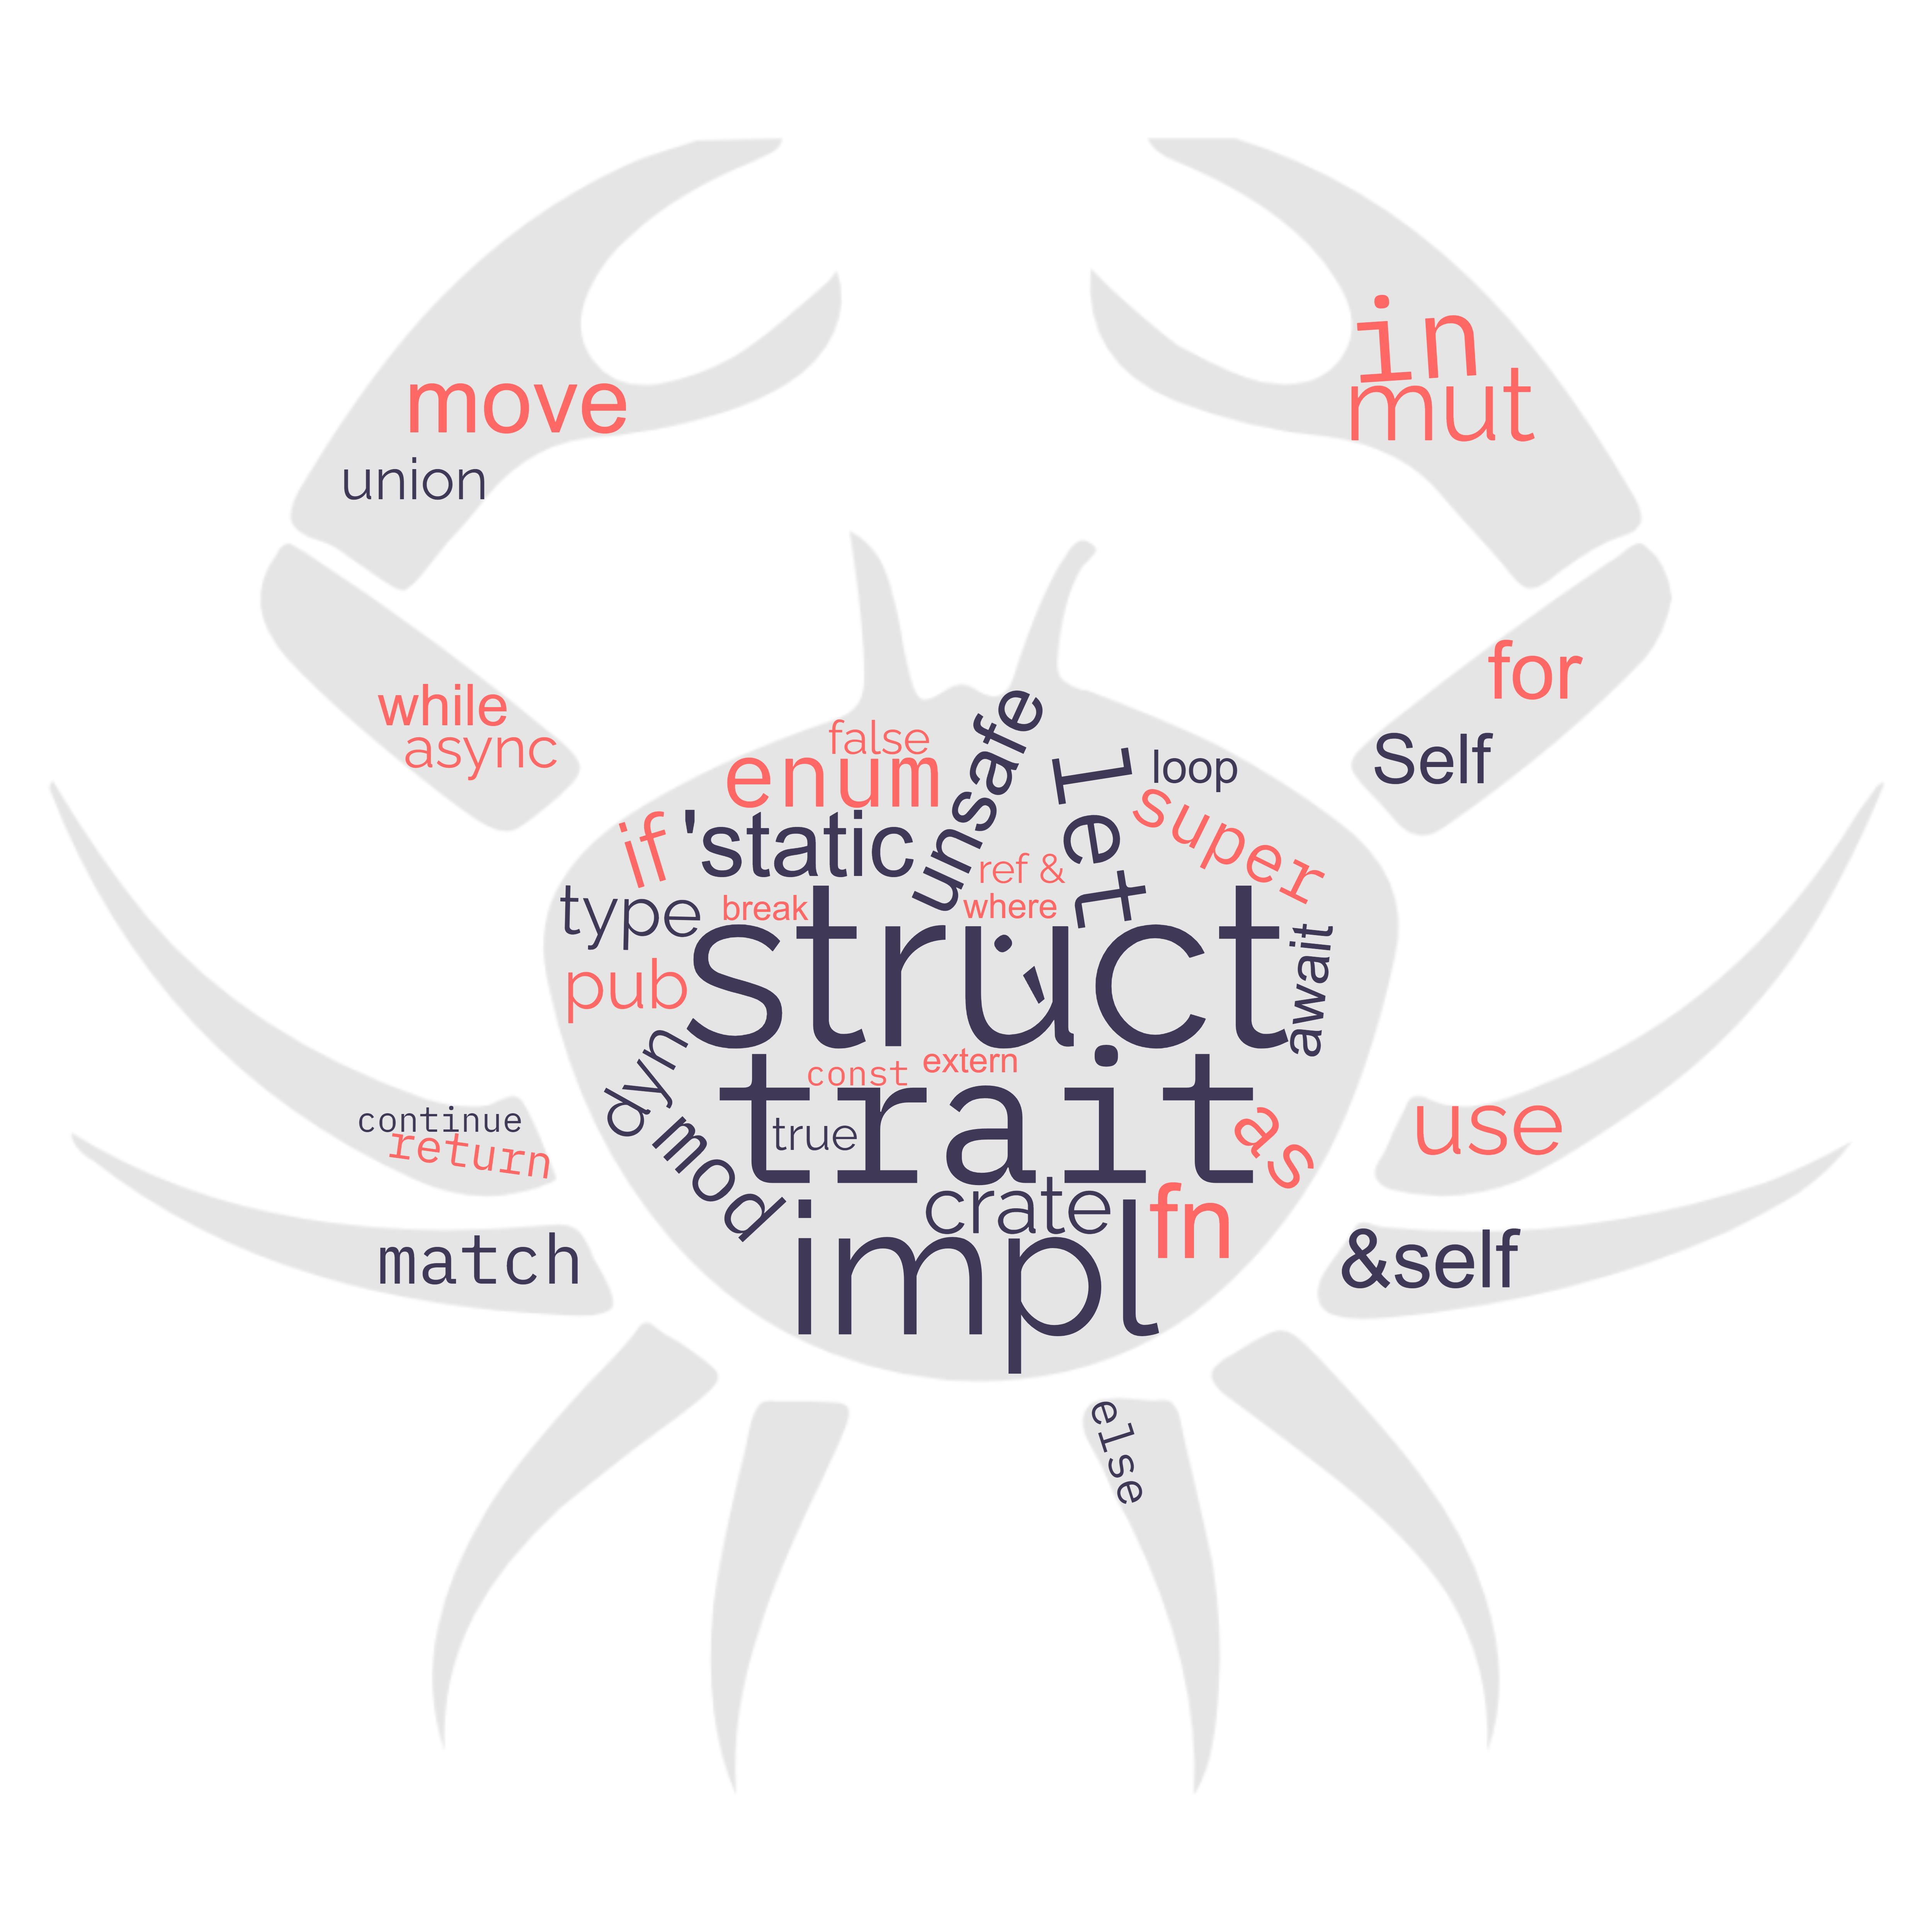 in
move
mut
union
for
while
async
Self
unsafe
false
enum
let
loop
super
if
'static
ref &
type
break
where
struct
await
pub
dyn
const
extern
trait
continue
return
mod
true
as
use
crate
fn
match
impl
&self
else